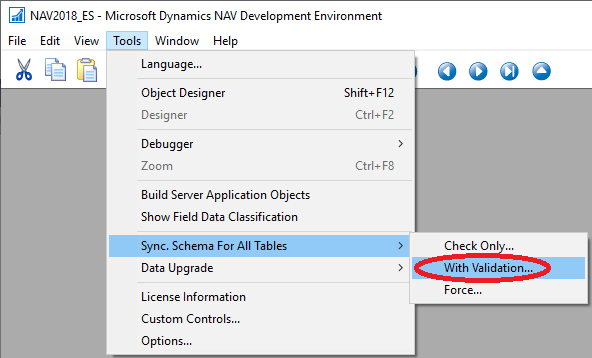 NAV2018_ES - Microsoft Dynamics NAV Development Environment
File Edit View Tools Window Help
Language...
Object Designer Shift+F12
Designer Ctrl+F2
Debugger
Zoom Ctrl+F8
Build Server Application Objects
Show Field Data Classification
Sync. Schema For All Tables
Check Only...
Data Upgrade
With Validation...
Force...
License Information
Custom Controls...
Options...